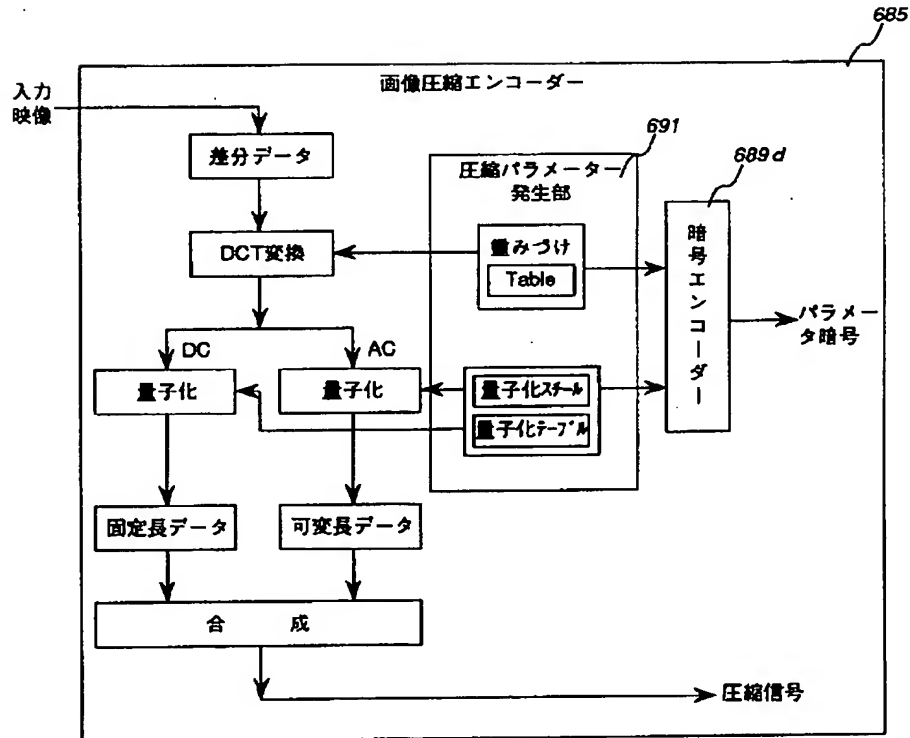 685
画像圧縮エンコーダー
入力
映像
差分データ
圧縮パラメーター
発生部
691
689d
DCT変換
量みづけ
Table
暗号エンコーダー
パラメー
タ暗号
DC
AC
量子化
量子化
量子化スチール
量子化テーブル
固定長データ
可変長データ
合成
圧縮信号